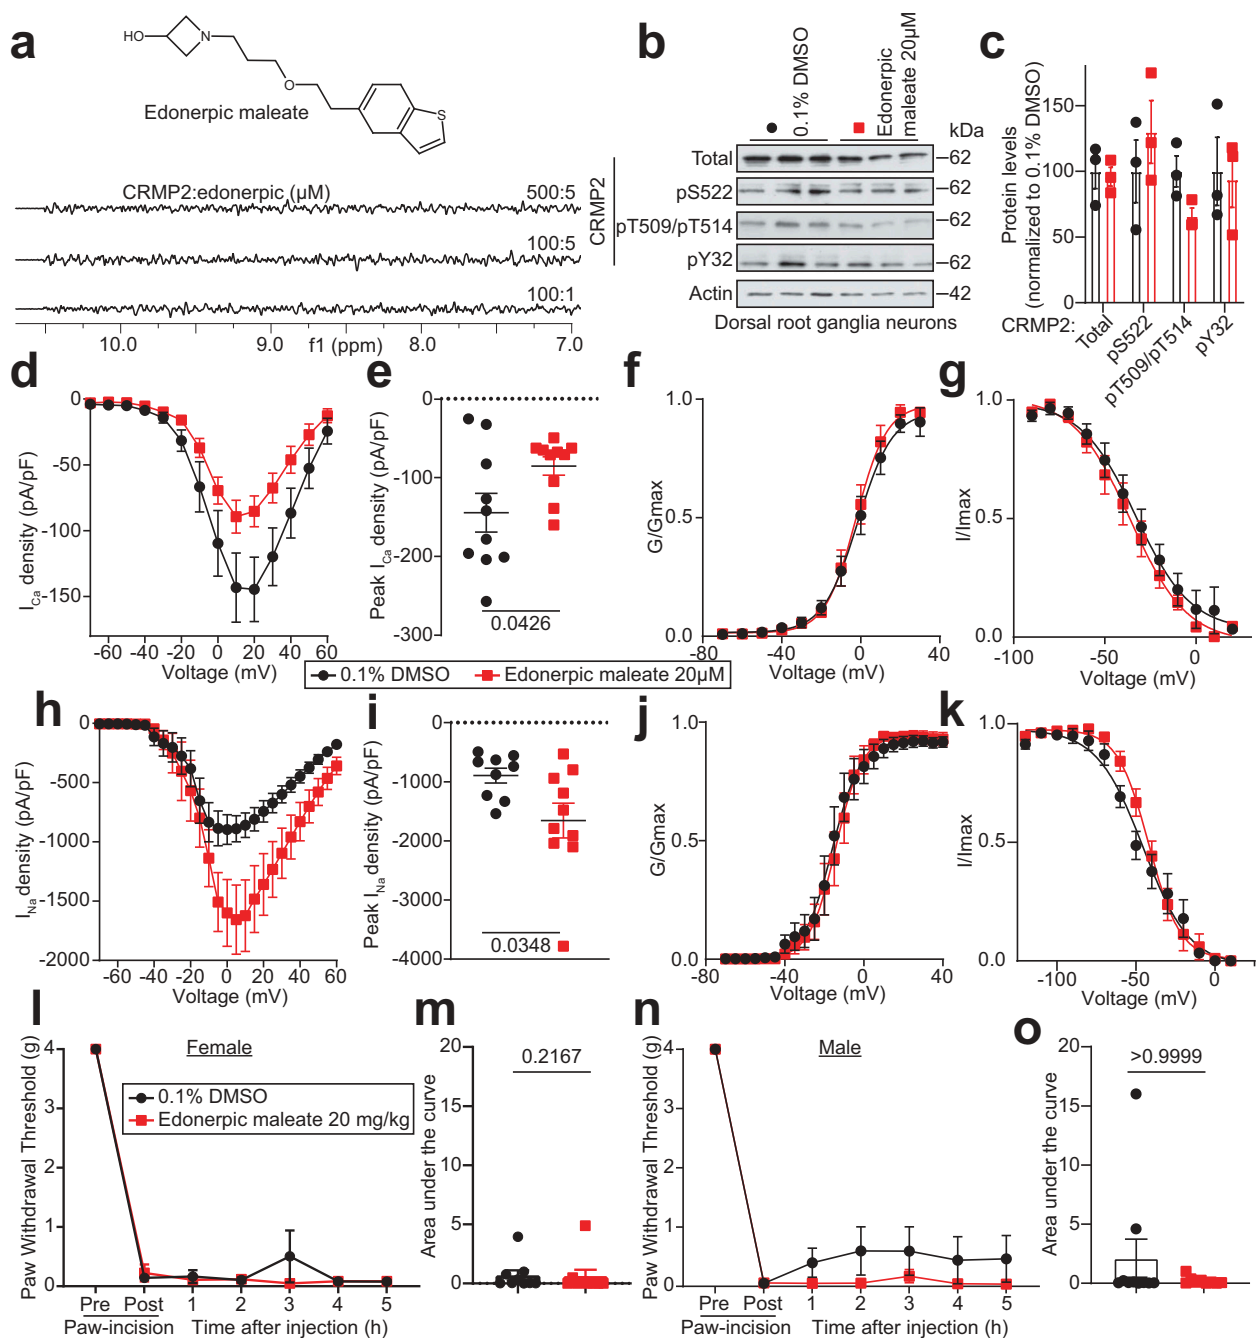 a
HO
N
O
S
Edonerpic maleate
CRMP2:edonerpic (µM)
500:5
100:5
100:1
10.0 9.0 8.0 7.0
f1 (ppm)
b
0.1% DMSO
Edonerpic
maleate 20µM
kDa
CRMP2
Total –62
pS522 –62
pT509/pT514 –62
pY32 –62
Actin –42
Dorsal root ganglia neurons
c
Protein levels
(normalized to 0.1% DMSO)
150
100
50
0
CRMP2:
Total
pS522
pT509/pT514
pY32
d
ICa density (pA/pF)
0
-50
-100
-150
-60 -40 -20 0 20 40 60
Voltage (mV)
e
Peak ICa density (pA/pF)
0
-100
-200
-300
0.0426
f
G/Gmax
1.0
0.5
0.0
-80 -40 0 40
Voltage (mV)
g
I/Imax
1.0
0.5
0.0
-100 -50 0
Voltage (mV)
0.1% DMSO
Edonerpic maleate 20µM
h
INa density (pA/pF)
0
-500
-1000
-1500
-2000
-60 -40 -20 0 20 40 60
Voltage (mV)
i
Peak INa density (pA/pF)
0
-1000
-2000
-3000
-4000
0.0348
j
G/Gmax
1.0
0.5
0.0
-80 -40 0 40
Voltage (mV)
k
I/Imax
1.0
0.5
0.0
-100 -50 0
Voltage (mV)
l
Female
Paw Withdrawal Threshold (g)
4
3
2
1
0
0.1% DMSO
Edonerpic maleate 20 mg/kg
Pre Post 1 2 3 4 5
Paw-incision Time after injection (h)
m
Area under the curve
20
15
10
5
0
0.2167
n
Male
Paw Withdrawal Threshold (g)
4
3
2
1
0
Pre Post 1 2 3 4 5
Paw-incision Time after injection (h)
o
Area under the curve
20
15
10
5
0
>0.9999